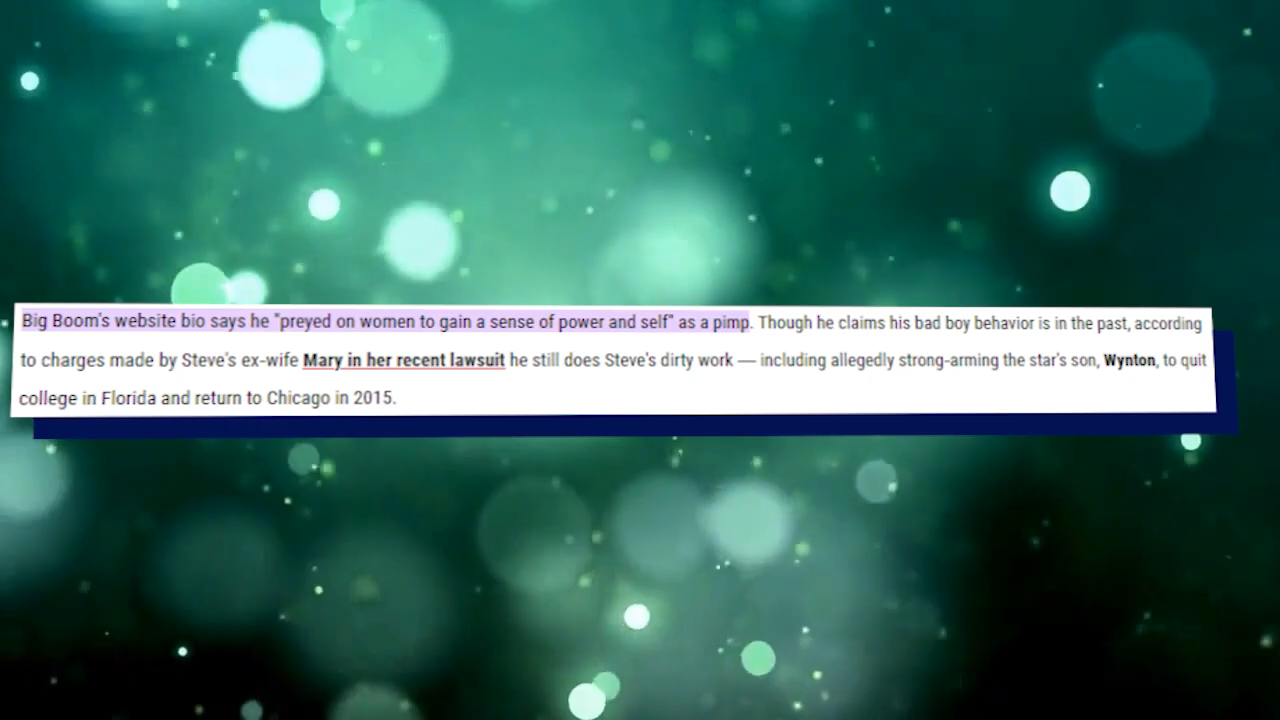 Big Boom's website bio says he "preyed on women to gain a sense of power and self" as a pimp. Though he claims his bad boy behavior is in the past, according
to charges made by Steve's ex-wife Mary in her recent lawsuit he still does Steve's dirty work — including allegedly strong-arming the star's son, Wynton, to quit
college in Florida and return to Chicago in 2015.